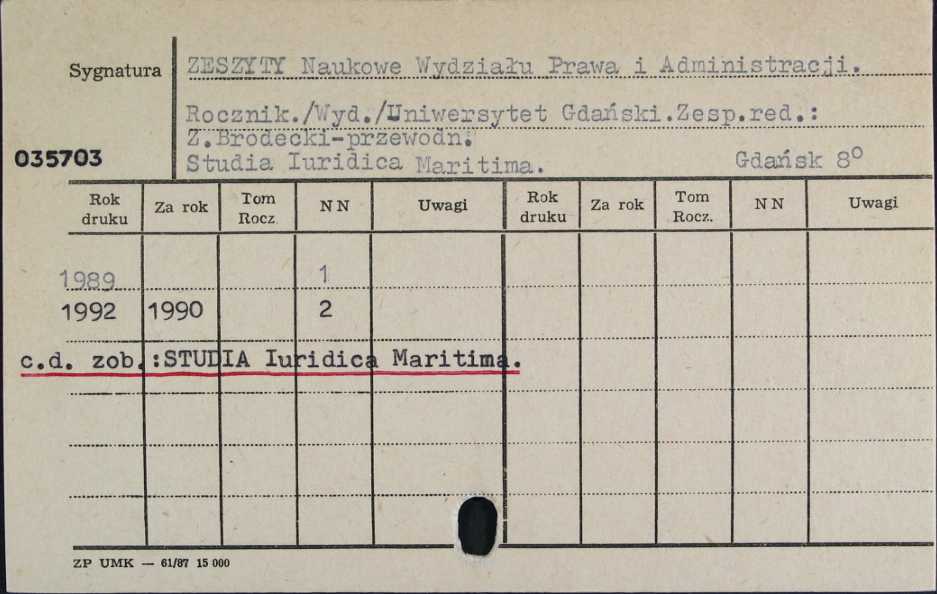 Sygnatura
ZESZYTY Naukowe Wydziału Prawa i Administracji.
Rocznik./Wyd./Uniwersytet Gdański.Zesp.red.:
Z.Brodecki-przewodn.
035703
Studia Iuridica Maritima. Gdańsk 8°
Rok druku Za rok Tom Rocz. N N Uwagi Rok druku Za rok Tom Rocz. N N Uwagi
1989 1
1992 1990 2
c.d. zob.:STUDIA Iuridica Maritima.
ZP UMK — 61/87 15 000